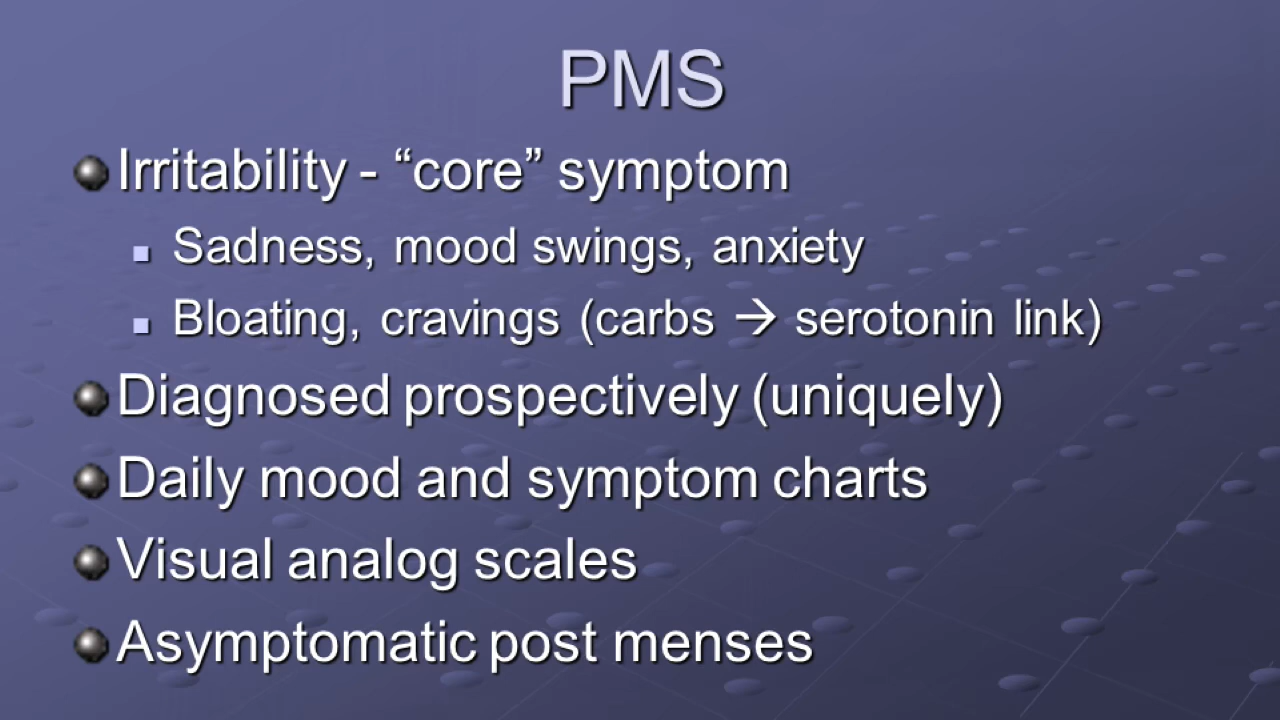 PMS
Irritability - “core” symptom
Sadness, mood swings, anxiety
Bloating, cravings (carbs → serotonin link)
Diagnosed prospectively (uniquely)
Daily mood and symptom charts
Visual analog scales
Asymptomatic post menses